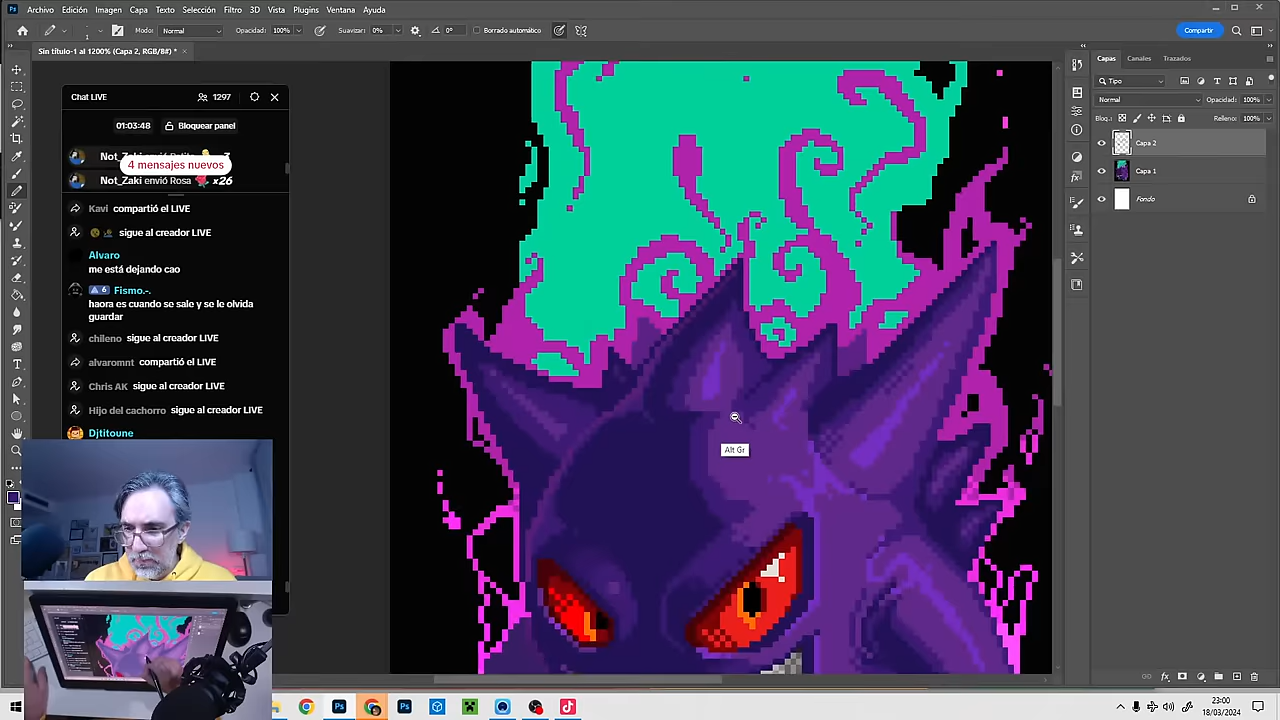 Archivo Edición Imagen Capa Texto Selección Filtro 3D Vista Plugins Ventana Ayuda
Modo: Normal Opacidad: 100% Suavizar: 0% 0° Borrado automático Compartir
Sin título-1 al 1200% (Capa 2, RGB/8#) *
Chat LIVE 1297
01:03:48 Bloquear panel
4 mensajes nuevos
Not_Zaki envió Rosa x26
Kavi compartió el LIVE
sigue al creador LIVE
Alvaro
me está dejando cao
6 Fismo.-.
haora es cuando se sale y se le olvida
guardar
chileno sigue al creador LIVE
alvaromnt compartió el LIVE
Chris AK sigue al creador LIVE
Hijo del cachorro sigue al creador LIVE
Djtitoune
Alt Gr
Capas Canales Trazados
Tipo
Normal Opacidad: 100%
Bloq.: Relleno: 100%
Capa 2
Capa 1
Fondo
23:00
18/03/2024